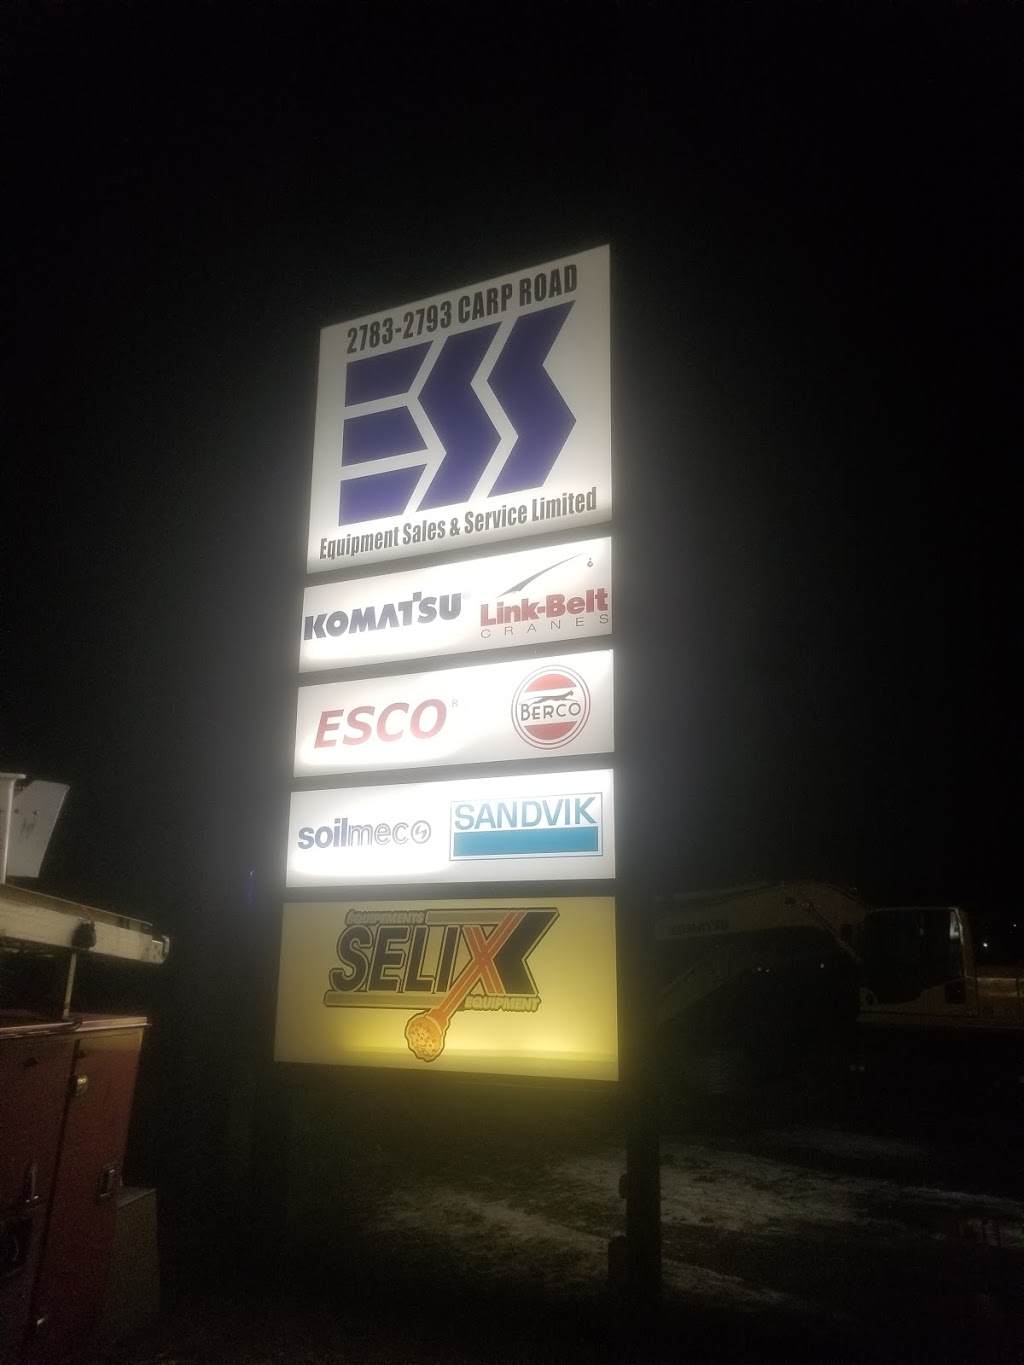 2783-2793 CARP ROAD
ESS
Equipment Sales & Service Limited
KOMATSU®
Link-Belt
CRANES
ESCO®
BERCO
soilmec
SANDVIK
ÉQUIPEMENTS
SELIX
EQUIPMENT
KOMATSU